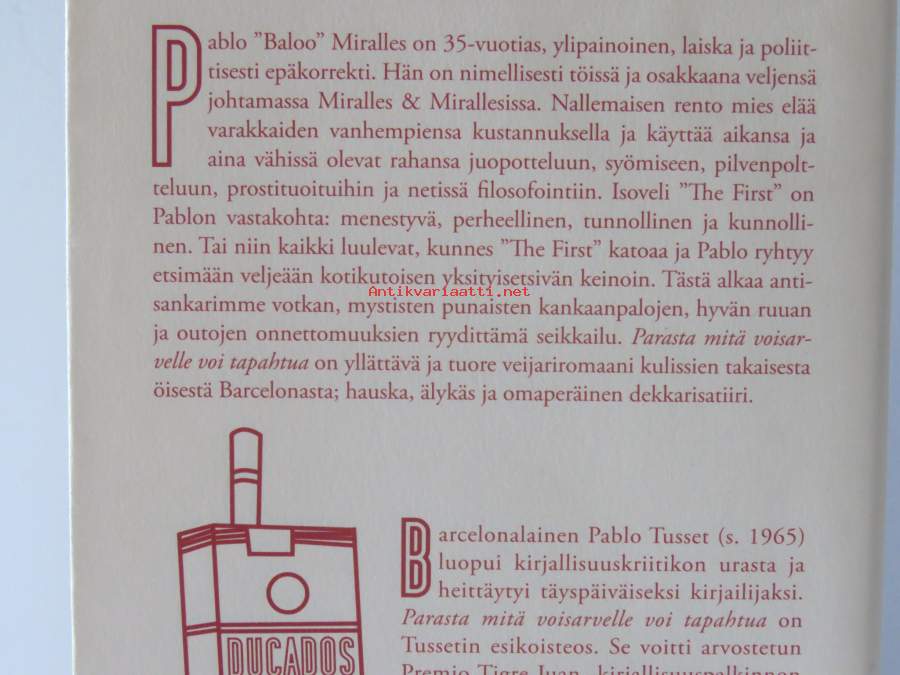 Pablo "Baloo" Miralles on 35-vuotias, ylipainoinen, laiska ja poliit-
tisesti epäkorrekti. Hän on nimellisesti töissä ja osakkaana veljensä
johtamassa Miralles & Mirallesissa. Nallemaisen rento mies elää
varakkaiden vanhempiensa kustannuksella ja käyttää aikansa ja
aina vähissä olevat rahansa juopotteluun, syömiseen, pilvenpolt-
teluun, prostituoituihin ja netissä filosofointiin. Isoveli "The First" on
Pablon vastakohta: menestyvä, perheellinen, tunnollinen ja kunnolli-
nen. Tai niin kaikki luulevat, kunnes "The First" katoaa ja Pablo ryhtyy
etsimään veljeään kotikutoisen yksityisetsivän keinoin. Tästä alkaa anti-
Antikvariaatti.net
sankarimme votkan, mystisten punaisten kankaanpalojen, hyvän ruuan
ja outojen onnettomuuksien ryydittämä seikkailu. Parasta mitä voisar-
velle voi tapahtua on yllättävä ja tuore veijariromaani kulissien takaisesta
öisestä Barcelonasta; hauska, älykäs ja omaperäinen dekkarisatiiri.
DUCADOS
Barcelonalainen Pablo Tusset (s. 1965)
luopui kirjallisuuskriitikon urasta ja
heittäytyi täyspäiväiseksi kirjailijaksi.
Parasta mitä voisarvelle voi tapahtua on
Tussetin esikoisteos. Se voitti arvostetun
Premio Tigre Juan -kirjallisuuspalkinnon